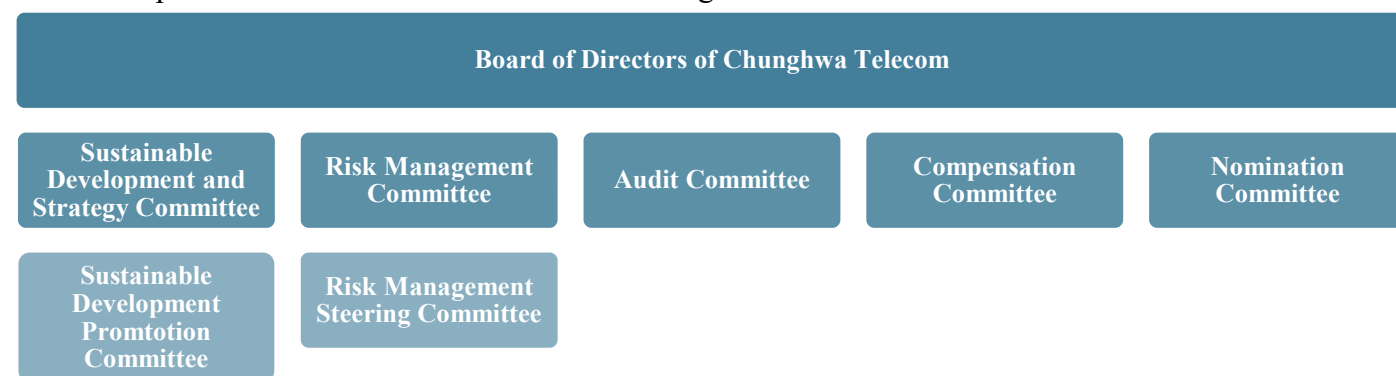 Board of Directors of Chunghwa Telecom
Sustainable
Development and
Strategy Committee
Risk Management
Committee
Audit Committee
Compensation
Committee
Nomination
Committee
Sustainable
Development
Promtotion
Committee
Risk Management
Steering Committee